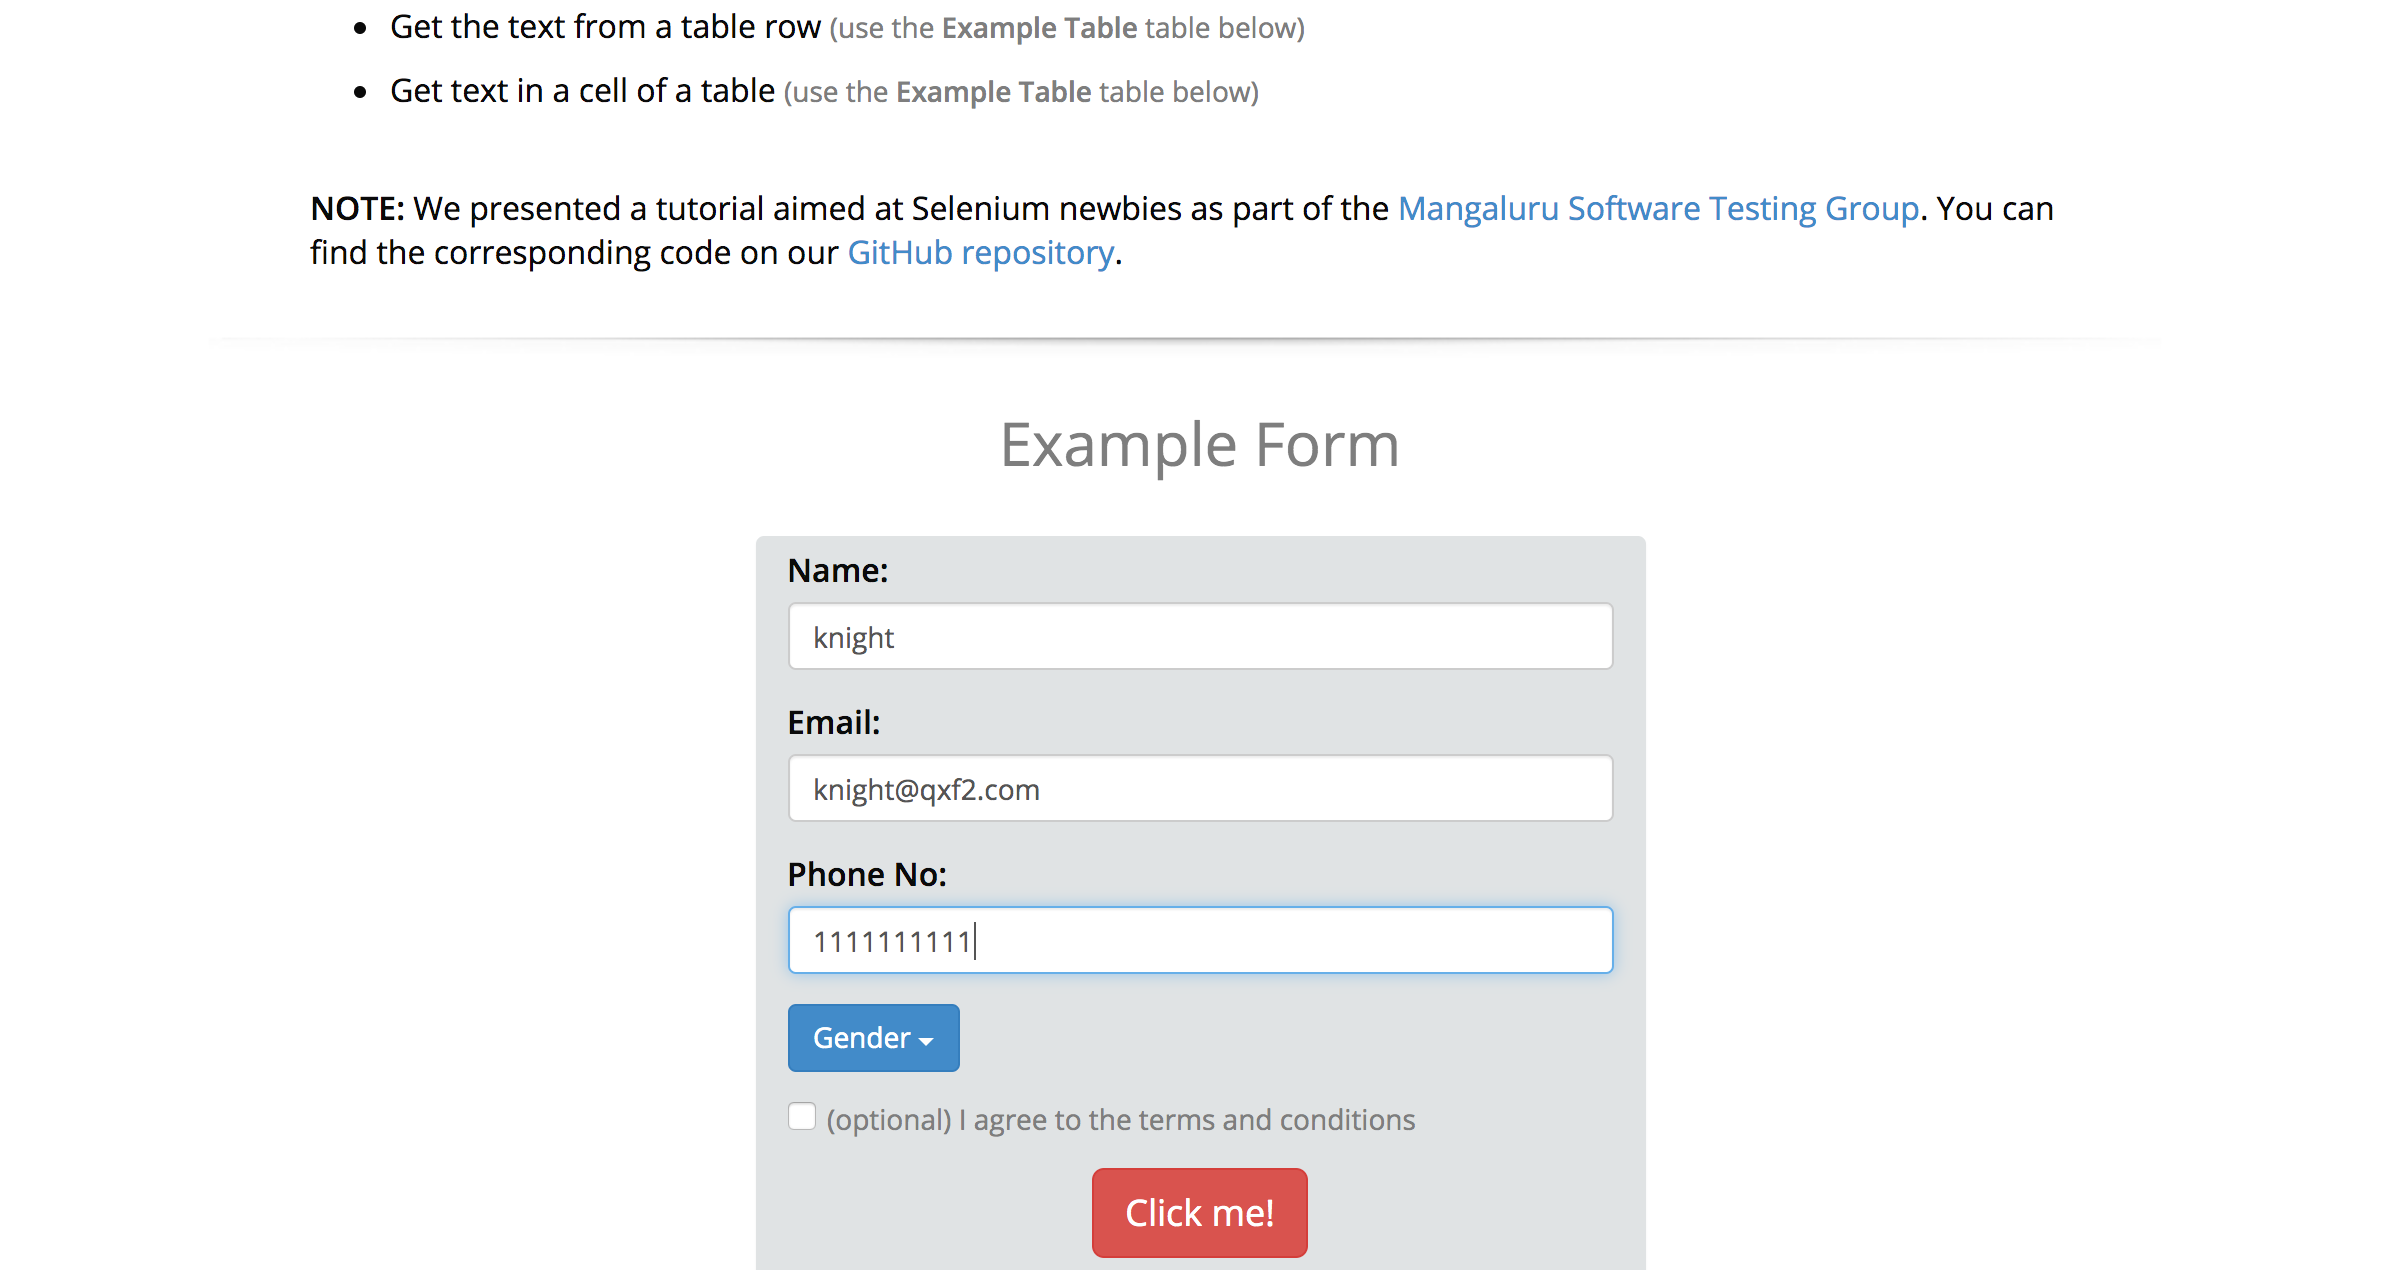 Get the text from a table row (use the Example Table table below)
Get text in a cell of a table (use the Example Table table below)
NOTE: We presented a tutorial aimed at Selenium newbies as part of the Mangaluru Software Testing Group. You can
find the corresponding code on our GitHub repository.
Example Form
Name:
knight
Email:
knight@qxf2.com
Phone No:
1111111111
Gender
(optional) I agree to the terms and conditions
Click me!